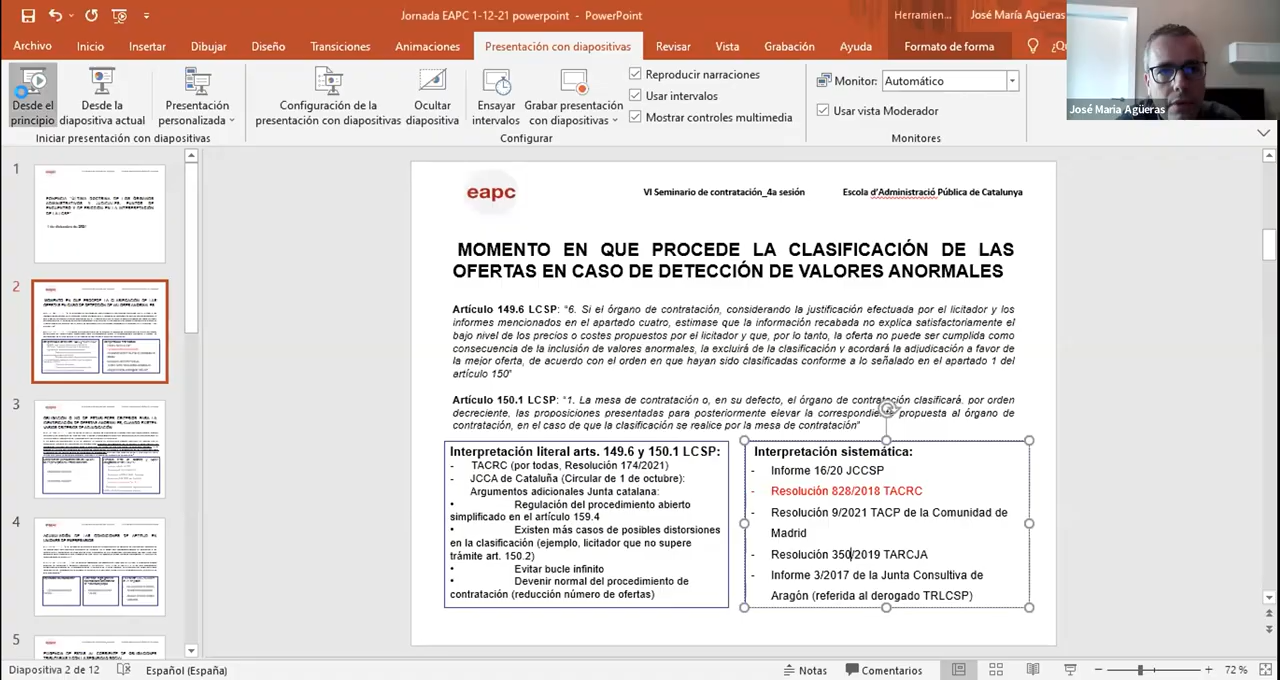 Jornada EAPC 1-12-21 powerpoint - PowerPoint
Herramien...
José María Agüeras
Archivo Inicio Insertar Dibujar Diseño Transiciones Animaciones Presentación con diapositivas Revisar Vista Grabación Ayuda Formato de forma
Desde el principio
Desde la diapositiva actual
Presentación personalizada
Iniciar presentación con diapositivas
Configuración de la presentación con diapositivas
Ocultar
Ensayar intervalos
Grabar presentación con diapositivas
Reproducir narraciones
Usar intervalos
Mostrar controles multimedia
Configurar
Monitor: Automático
Usar vista Moderador
Monitores
José María Agüeras
1
2
3
4
5
eapc
VI Seminario de contratación_4a sesión
Escola d'Administració Pública de Catalunya
MOMENTO EN QUE PROCEDE LA CLASIFICACIÓN DE LAS
OFERTAS EN CASO DE DETECCIÓN DE VALORES ANORMALES
Artículo 149.6 LCSP: “6. Si el órgano de contratación, considerando la justificación efectuada por el licitador y los
informes mencionados en el apartado cuatro, estimase que la información recabada no explica satisfactoriamente el
bajo nivel de los precios o costes propuestos por el licitador y que, por lo tanto, la oferta no puede ser cumplida como
consecuencia de la inclusión de valores anormales, la excluirá de la clasificación y acordará la adjudicación a favor de
la mejor oferta, de acuerdo con el orden en que hayan sido clasificadas conforme a lo señalado en el apartado 1 del
artículo 150”
Artículo 150.1 LCSP: “1. La mesa de contratación o, en su defecto, el órgano de contratación clasificará, por orden
decreciente, las proposiciones presentadas para posteriormente elevar la propuesta al órgano de
contratación, en el caso de que la clasificación se realice por la mesa de contratación”
Interpretación literal arts. 149.6 y 150.1 LCSP:
- TACRC (por todas, Resolución 174/2021)
- JCCA de Cataluña (Circular de 1 de octubre):
Argumentos adicionales Junta catalana:
• Regulación del procedimiento abierto
simplificado en el artículo 159.4
• Existen más casos de posibles distorsiones
en la clasificación (ejemplo, licitador que no supere
trámite art. 150.2)
• Evitar bucle infinito
• Devenir normal del procedimiento de
contratación (reducción número de ofertas)
Interpretación sistemática:
Informe 16/20 JCCSP
- Resolución 828/2018 TACRC
- Resolución 9/2021 TACP de la Comunidad de
Madrid
Resolución 350/2019 TARCJA
- Informe 3/2017 de la Junta Consultiva de
Aragón (referida al derogado TRLCSP)
Diapositiva 2 de 12
Español (España)
Notas
Comentarios
72 %